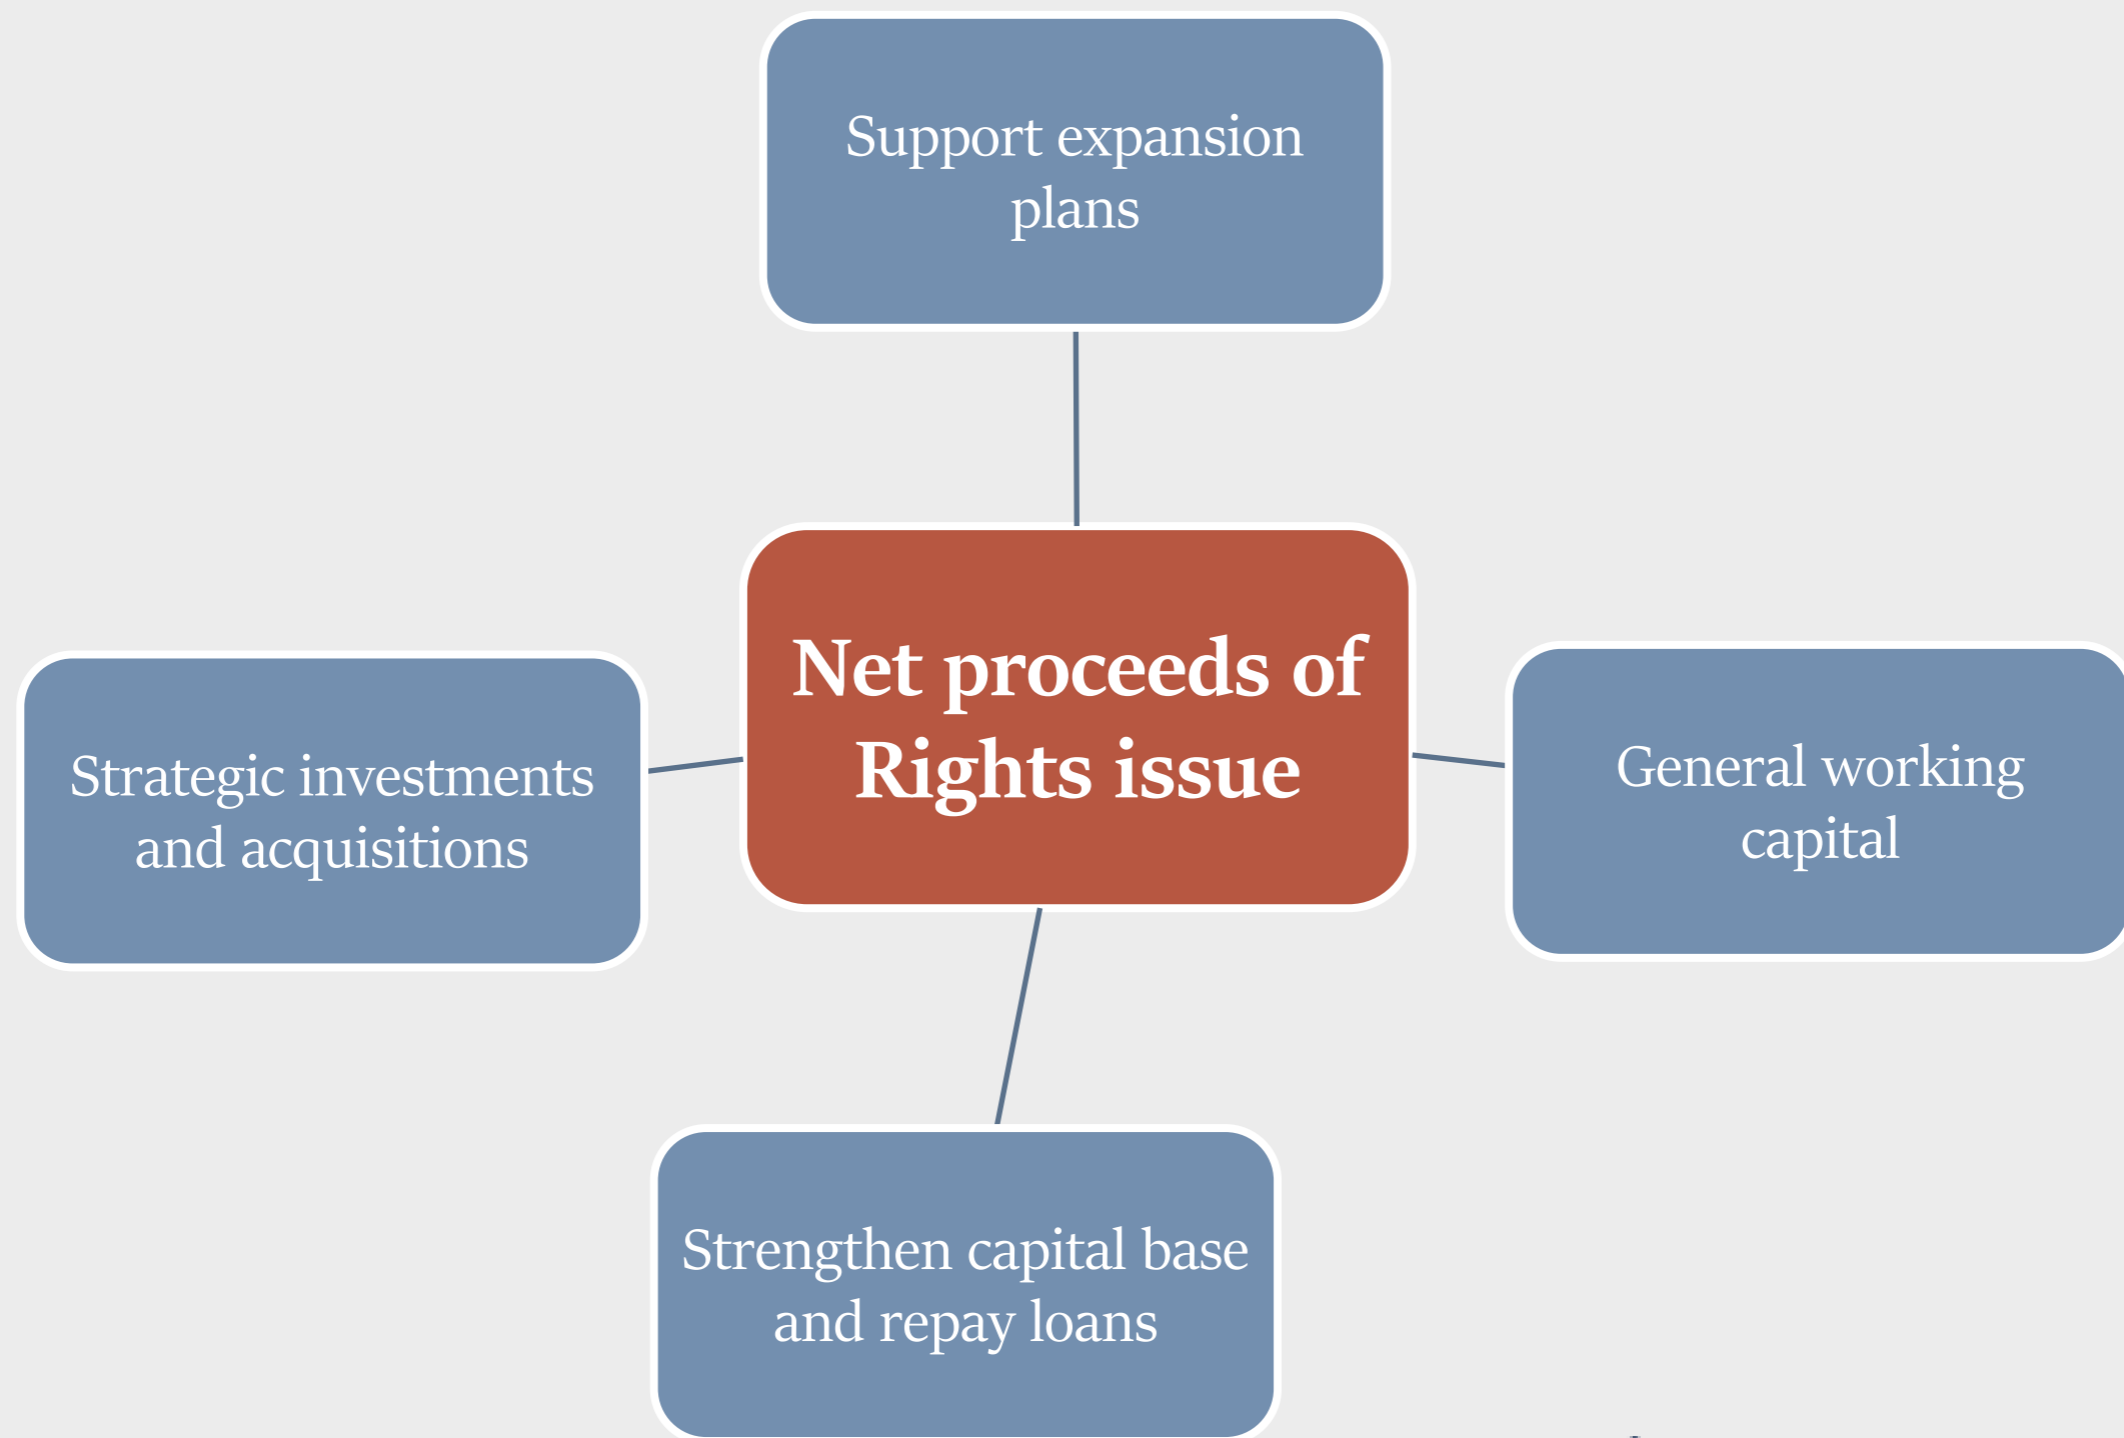 Support expansion
plans
Net proceeds of
Rights issue
Strategic investments
and acquisitions
General working
capital
Strengthen capital base
and repay loans